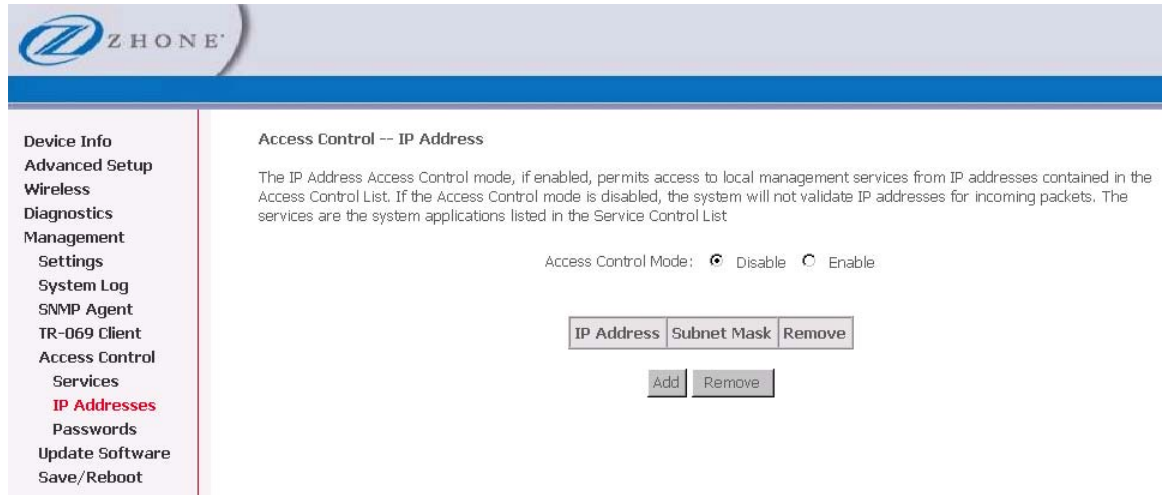 ZHONE
Device Info
Advanced Setup
Wireless
Diagnostics
Management
Settings
System Log
SNMP Agent
TR-069 Client
Access Control
Services
IP Addresses
Passwords
Update Software
Save/Reboot
Access Control -- IP Address
The IP Address Access Control mode, if enabled, permits access to local management services from IP addresses contained in the
Access Control List. If the Access Control mode is disabled, the system will not validate IP addresses for incoming packets. The
services are the system applications listed in the Service Control List
Access Control Mode: Disable Enable
IP Address Subnet Mask Remove
Add Remove